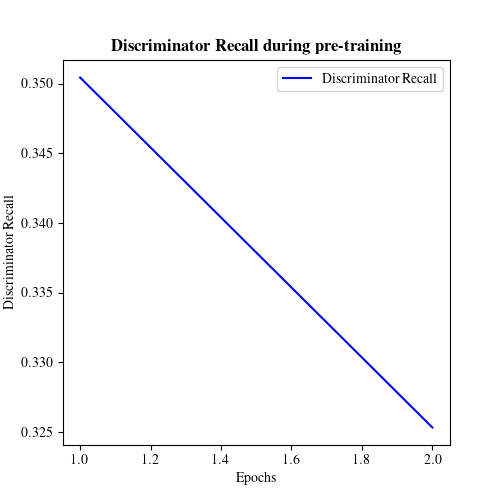 Discriminator Recall during pre-training
Discriminator Recall
0.350
0.345
0.340
0.335
0.330
0.325
Discriminator Recall
1.0 1.2 1.4 1.6 1.8 2.0
Epochs